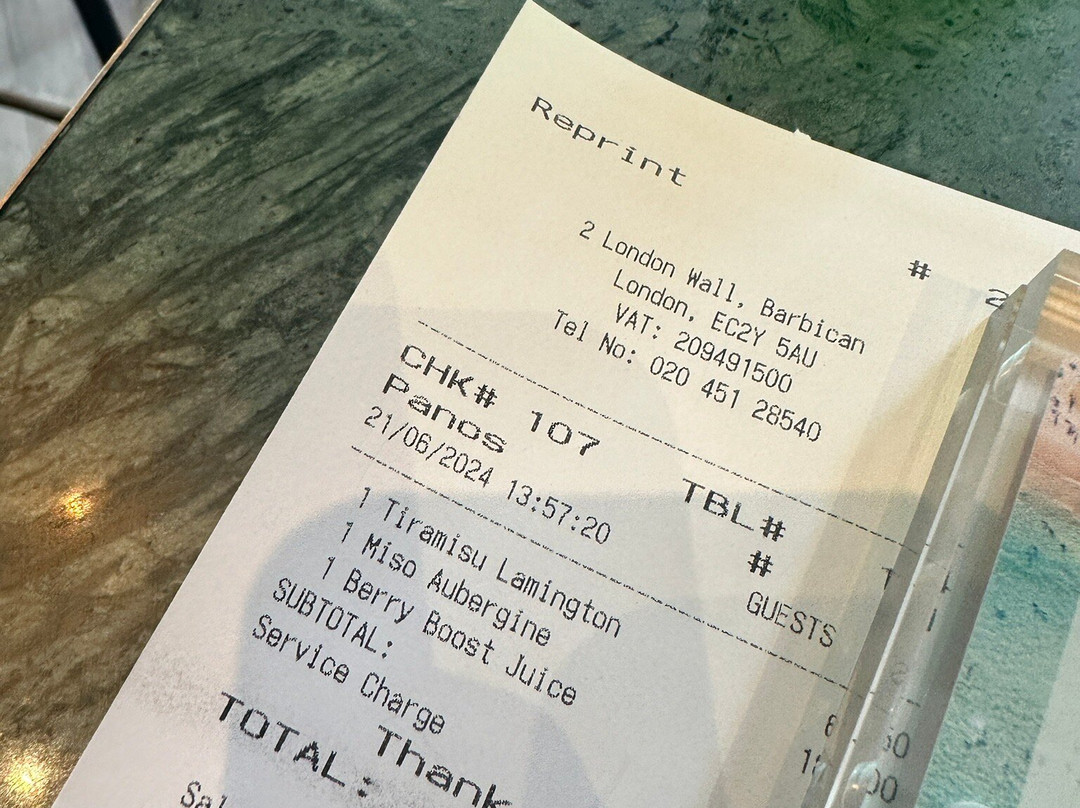 Reprint
#
2 London Wall, Barbican
London, EC2Y 5AU
VAT: 209491500
Tel No: 020 451 28540
CHK# 107
TBL#
Panos
#
21/06/2024 13:57:20
GUESTS
1 Tiramisu Lamington
1 Miso Aubergine
1 Berry Boost Juice
SUBTOTAL:
Service Charge
TOTAL:
Thank